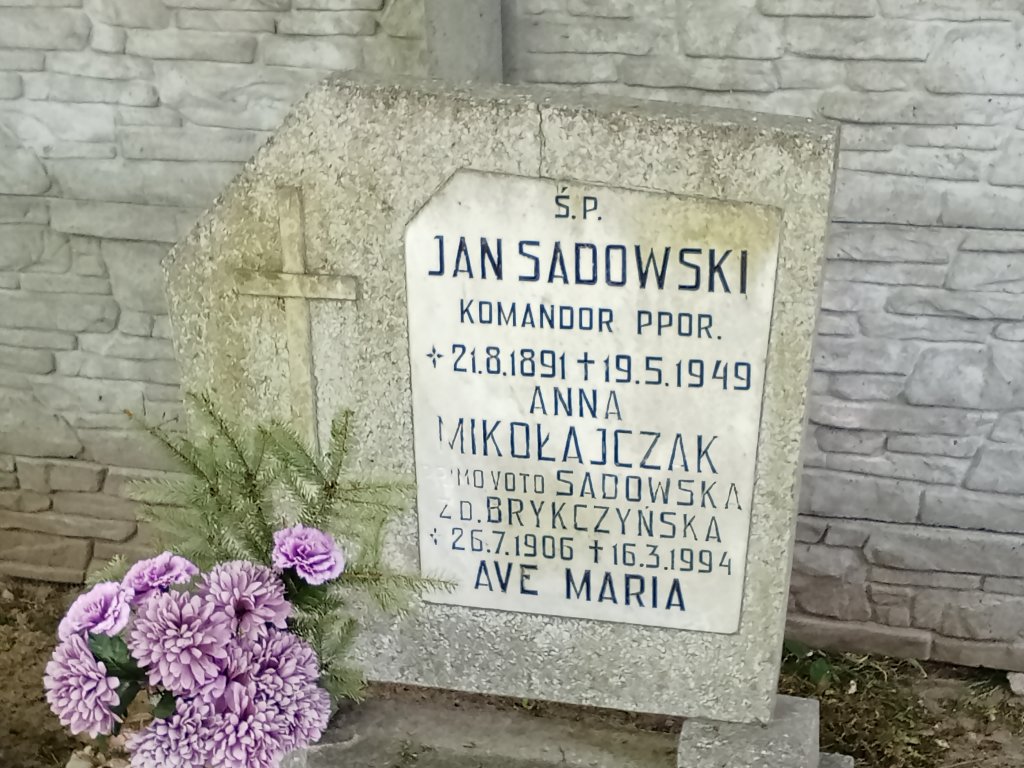 Ś.P.
JAN SADOWSKI
KOMANDOR PPOR.
✢ 21.8.1891 ✝ 19.5.1949
ANNA
MIKOŁAJCZAK
VOTO SADOWSKA
Z D. BRYKCZYŃSKA
✢ 26.7.1906 ✝ 16.3.1994
AVE MARIA